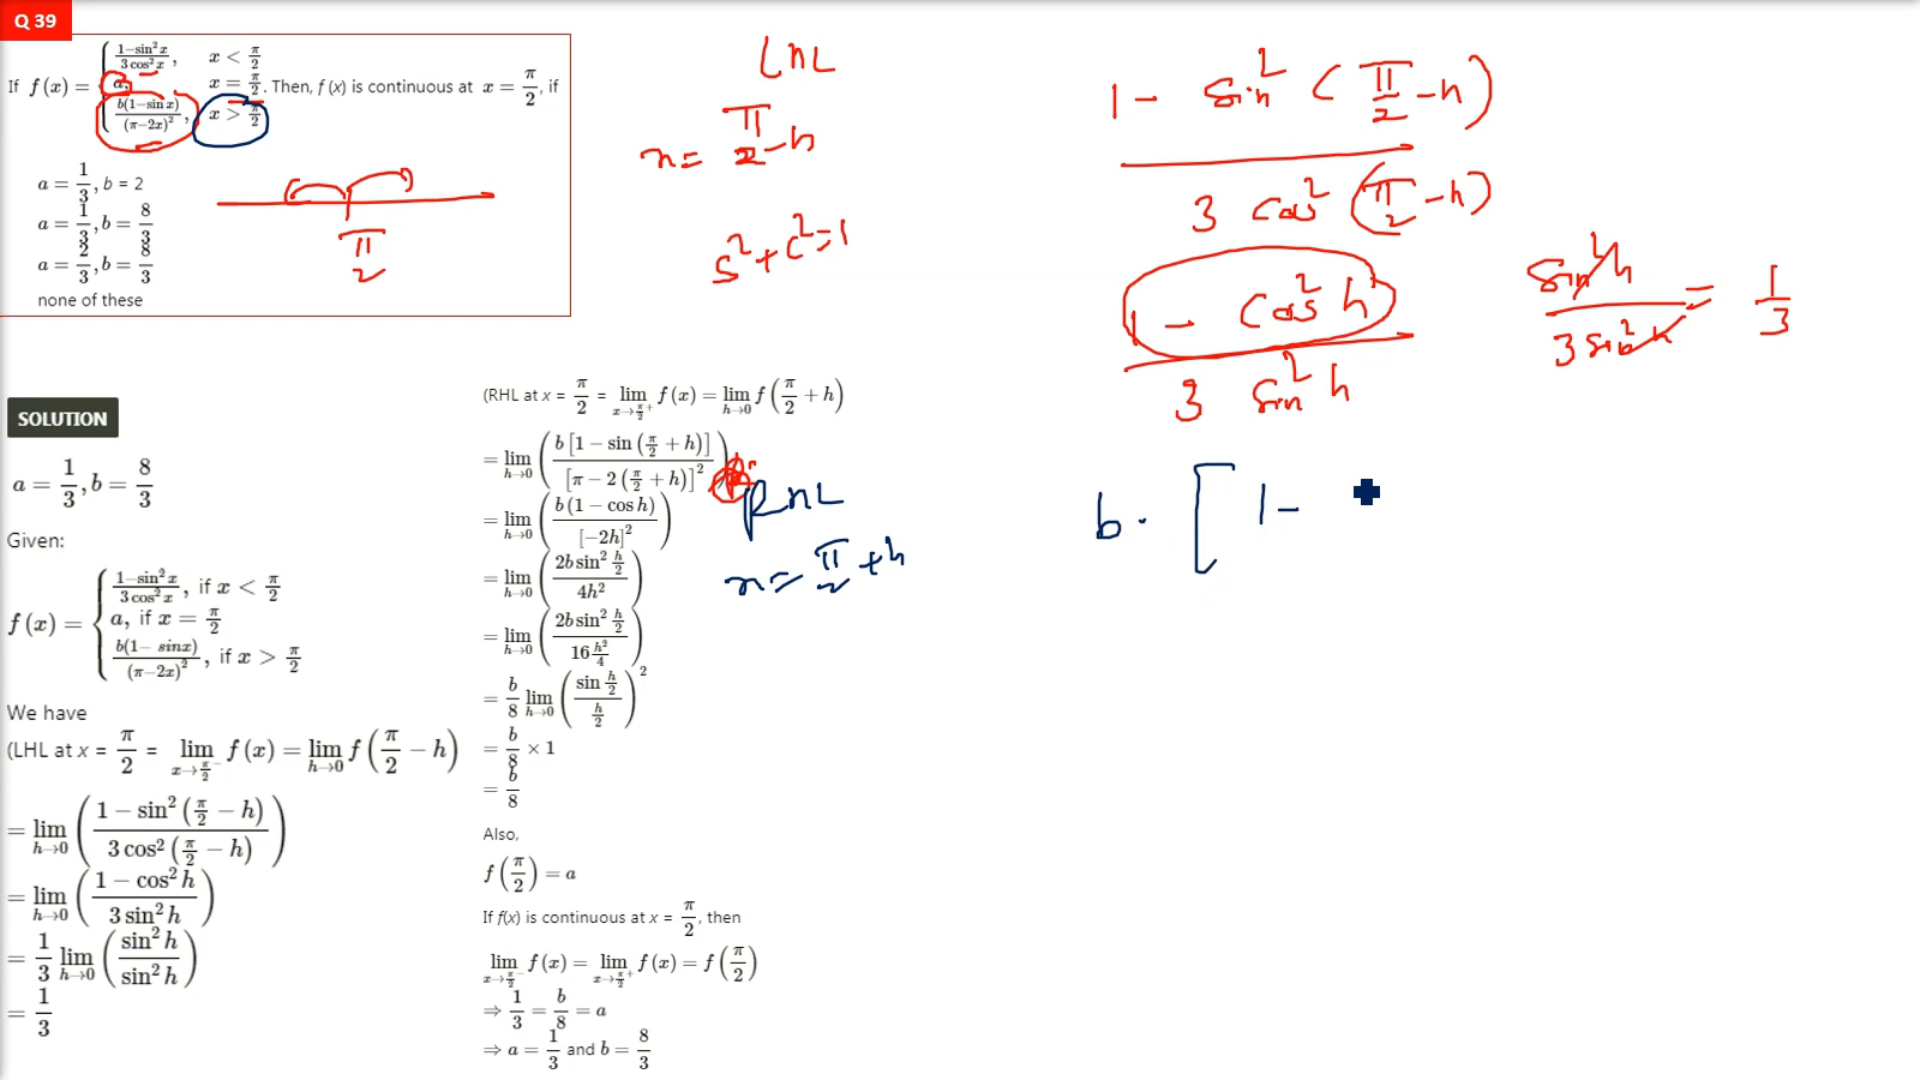 Q 39
If f(x) = { (1−sin²x)/(3cos²x), x < π/2
a, x = π/2 . Then, f (x) is continuous at x = π/2, if
b(1−sin x)/(π−2x)², x > π/2
a = 1/3, b = 2
a = 1/3, b = 8/3
a = 2/3, b = 8/3
none of these
π/2
LHL
x = π/2 − h
s² + c² = 1
1 − sin² (π/2 − h)
3 cos² (π/2 − h)
1 − cos² h
3 sin² h
sin²h / 3 sin²h = 1/3
SOLUTION
a = 1/3, b = 8/3
Given:
f(x) = { (1−sin²x)/(3cos²x), if x < π/2
a, if x = π/2
b(1− sinx)/(π−2x)², if x > π/2
We have
(LHL at x = π/2 = lim x→π/2⁻ f(x) = lim h→0 f(π/2 − h)
= lim h→0 ((1 − sin²(π/2 − h))/(3 cos²(π/2 − h)))
= lim h→0 ((1 − cos²h)/(3 sin²h))
= 1/3 lim h→0 (sin²h/sin²h)
= 1/3
(RHL at x = π/2 = lim x→π/2⁺ f(x) = lim h→0 f(π/2 + h)
= lim h→0 (b[1 − sin(π/2 + h)]/[π − 2(π/2 + h)]²)
= lim h→0 (b(1 − cos h)/[−2h]²)
= lim h→0 (2b sin² h/2 / 4h²)
= lim h→0 (2b sin² h/2 / 16 h²/4)
= b/8 lim h→0 (sin h/2 / h/2)²
= b/8 × 1
= b/8
Also,
f(π/2) = a
If f(x) is continuous at x = π/2, then
lim x→π/2⁻ f(x) = lim x→π/2⁺ f(x) = f(π/2)
⇒ 1/3 = b/8 = a
⇒ a = 1/3 and b = 8/3
RHL
x = π/2 + h
b · [ 1 −